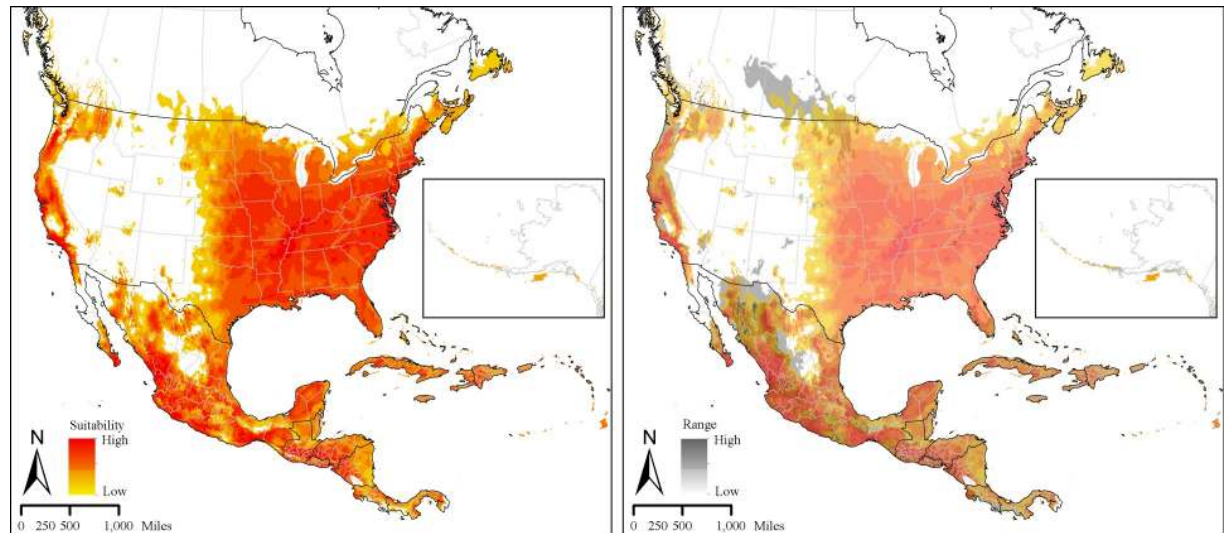 Suitability
High
Low
N
0 250 500 1,000 Miles
Range
High
Low
N
0 250 500 1,000 Miles